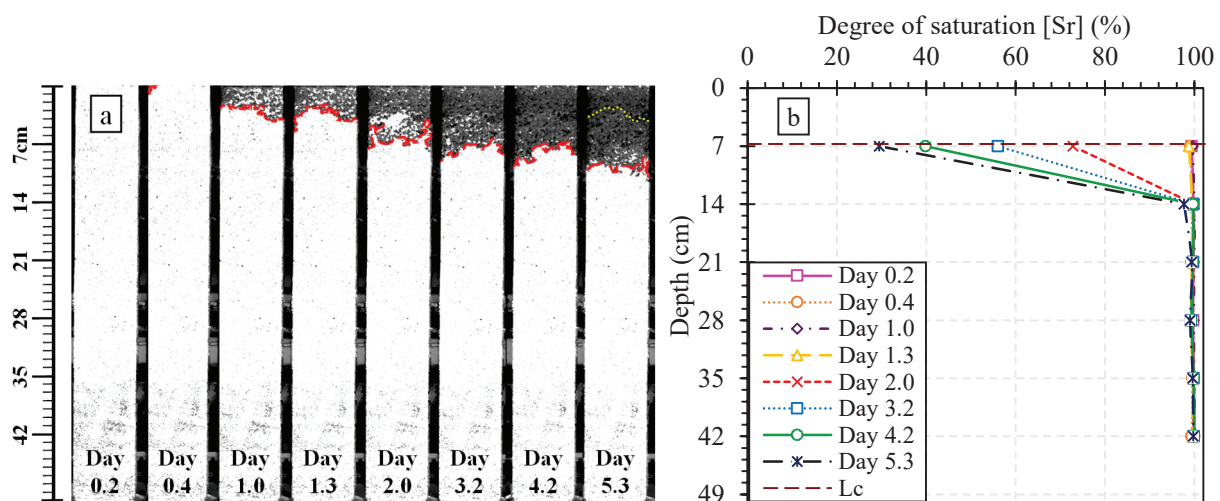 a
7cm
14
21
28
35
42
Day
0.2
Day
0.4
Day
1.0
Day
1.3
Day
2.0
Day
3.2
Day
4.2
Day
5.3
Degree of saturation [Sr] (%)
0 20 40 60 80 100
b
Depth (cm)
0
7
14
21
28
35
42
49
Day 0.2
Day 0.4
Day 1.0
Day 1.3
Day 2.0
Day 3.2
Day 4.2
Day 5.3
Lc